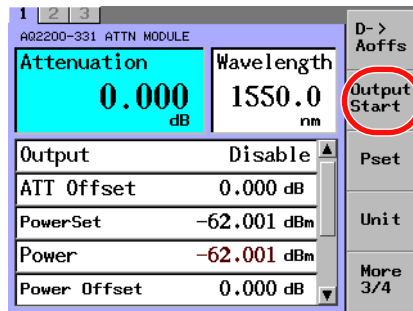 1 2 3
AQ2200-331 ATTN MODULE
Attenuation
0.000
dB
Wavelength
1550.0
nm
Output Disable
ATT Offset 0.000 dB
PowerSet -62.001 dBm
Power -62.001 dBm
Power Offset 0.000 dB
D->
Aoffs
Output
Start
Pset
Unit
More
3/4